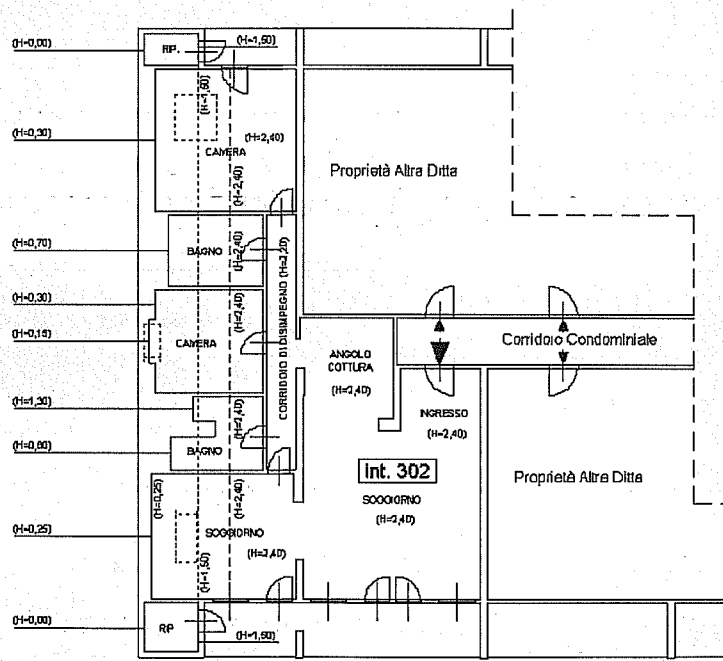 (H=0,00)
RP.
(H=1,50)
(H=1,50)
(H=0,30)
(H=2,40)
CAMERA
Proprietà Altra Ditta
(H=2,40)
(H=0,70)
BAGNO
(H=2,40)
CORRIDOIO DI DISIMPEGNO (H=2,20)
(H=0,30)
(H=2,40)
(H=0,15)
CAMERA
Corridoio Condominiale
ANGOLO
COTTURA
(H=2,40)
(H=1,30)
INGRESSO
(H=2,40)
(H=2,40)
(H=0,60)
BAGNO
Int. 302
Proprietà Altra Ditta
(H=0,25)
(H=2,40)
SOGGIORNO
(H=2,40)
(H=0,25)
SOGGIORNO
(H=2,40)
(H=1,50)
(H=0,00)
RP
(H=1,50)